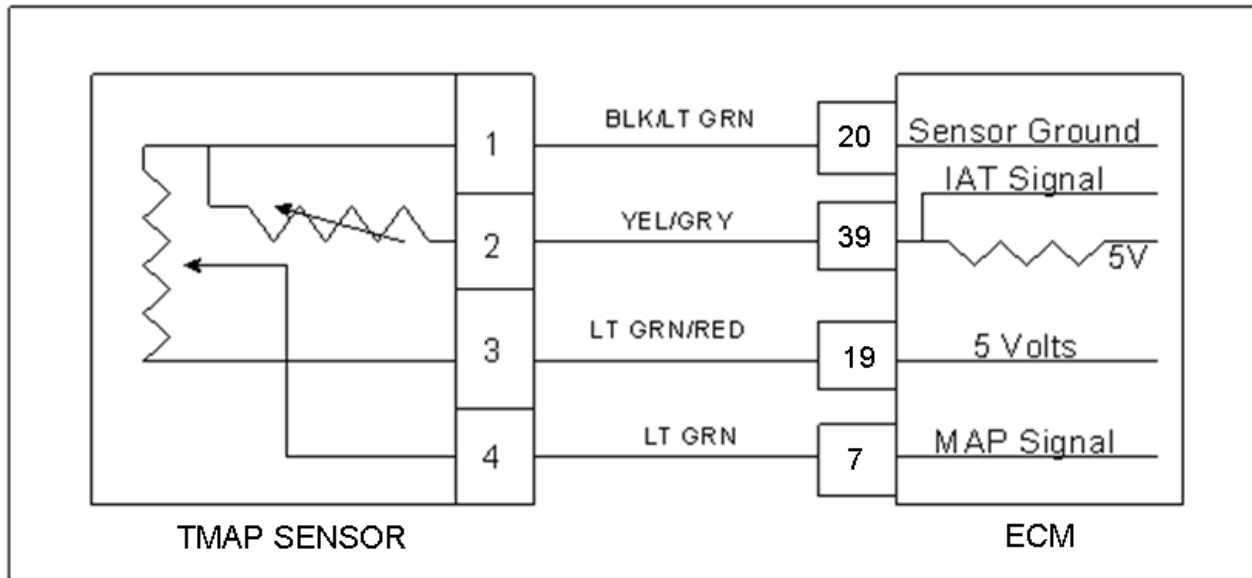 1
BLK/LT GRN
20
Sensor Ground
IAT Signal
2
YEL/GRY
39
5V
3
LT GRN/RED
19
5 Volts
4
LT GRN
7
MAP Signal
TMAP SENSOR
ECM